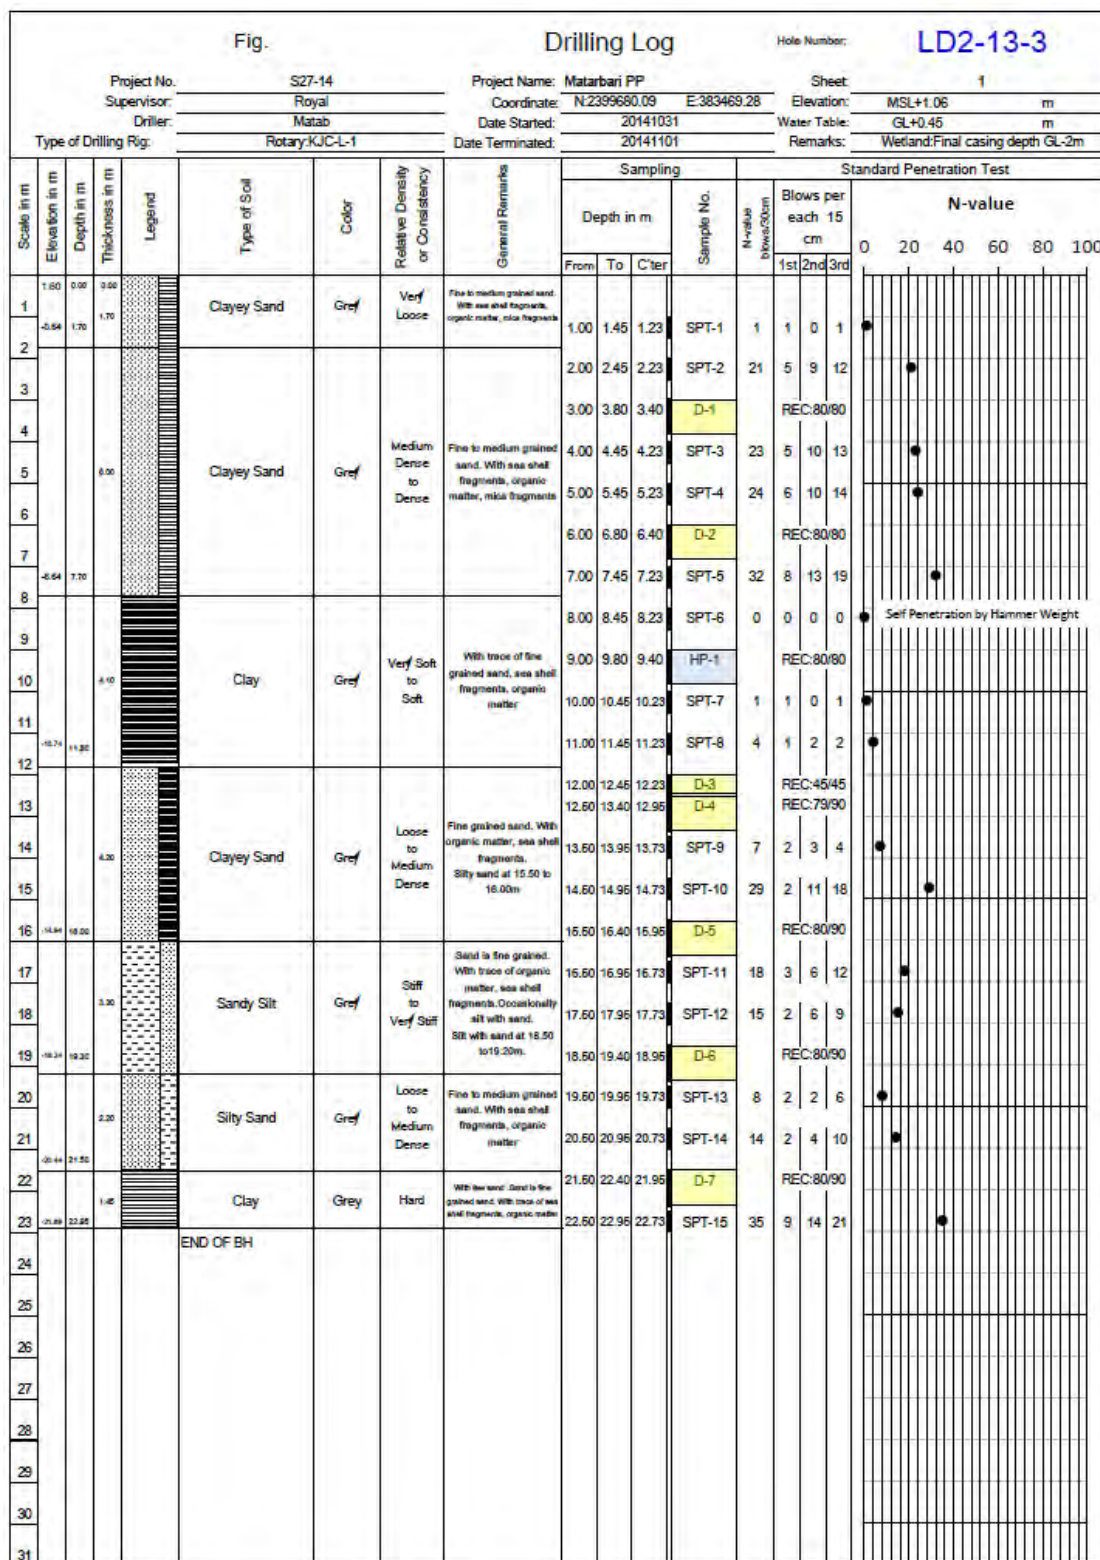 Fig. Drilling Log Hole Number: LD2-13-3
Project No. S27-14 Project Name: Matarbari PP Sheet: 1
Supervisor: Royal Coordinate: N:2399680.09 E:383469.28 Elevation: MSL+1.06 m
Driller: Matab Date Started: 20141031 Water Table: GL+0.45 m
Type of Drilling Rig: Rotary:KJC-L-1 Date Terminated: 20141101 Remarks: Wetland:Final casing depth GL-2m
Scale in m
Elevation in m
Depth in m
Thickness in m
Legend
Type of Soil
Color
Relative Density
or Consistency
General Remarks
Sampling
Depth in m
From To C'ter
Sample No.
Standard Penetration Test
N-value
blows/30cm
Blows per
each 15
cm
1st 2nd 3rd
N-value
0 20 40 60 80 100
0.00
1.70
1.70
Clayey Sand
Grey
Very
Loose
Fine to medium grained sand.
With sea shell fragments,
organic matter, mica fragments
1.00 1.45 1.23 SPT-1 1 1 0 1
2.00 2.45 2.23 SPT-2 21 5 9 12
3.00 3.80 3.40 D-1 REC:80/80
4.00 4.45 4.23 SPT-3 23 5 10 13
5.00 5.45 5.23 SPT-4 24 6 10 14
6.00 6.80 6.40 D-2 REC:80/80
7.00 7.45 7.23 SPT-5 32 8 13 19
6.00
-6.64 7.70
Clayey Sand
Grey
Medium
Dense
to
Dense
Fine to medium grained
sand. With sea shell
fragments, organic
matter, mica fragments
8.00 8.45 8.23 SPT-6 0 0 0 0 Self Penetration by Hammer Weight
9.00 9.80 9.40 HP-1 REC:80/80
10.00 10.45 10.23 SPT-7 1 1 0 1
11.00 11.45 11.23 SPT-8 4 1 2 2
4.10
-10.74 11.80
Clay
Grey
Very Soft
to
Soft
With trace of fine
grained sand, sea shell
fragments, organic
matter
12.00 12.45 12.23 D-3 REC:45/45
12.50 13.40 12.95 D-4 REC:79/90
13.50 13.95 13.73 SPT-9 7 2 3 4
14.50 14.95 14.73 SPT-10 29 2 11 18
15.50 16.40 15.95 D-5 REC:80/90
4.20
-14.94 16.00
Clayey Sand
Grey
Loose
to
Medium
Dense
Fine grained sand. With
organic matter, sea shell
fragments.
Silty sand at 15.50 to
16.00m
16.50 16.95 16.73 SPT-11 18 3 6 12
17.50 17.95 17.73 SPT-12 15 2 6 9
18.50 19.40 18.95 D-6 REC:80/90
-18.24 19.30
Sandy Silt
Grey
Stiff
to
Very Stiff
Sand is fine grained.
With trace of organic
matter, sea shell
fragments.Occasionally
silt with sand.
Silt with sand at 18.50
to19.20m.
19.50 19.95 19.73 SPT-13 8 2 2 6
20.50 20.95 20.73 SPT-14 14 2 4 10
2.20
-20.44 21.50
Silty Sand
Grey
Loose
to
Medium
Dense
Fine to medium grained
sand. With sea shell
fragments, organic
matter
21.50 22.40 21.95 D-7 REC:80/90
22.50 22.95 22.73 SPT-15 35 9 14 21
1.45
-21.89 22.95
Clay
Grey
Hard
With few sand. Sand is fine
grained sand. With trace of sea
shell fragments, organic matter
END OF BH
1
2
3
4
5
6
7
8
9
10
11
12
13
14
15
16
17
18
19
20
21
22
23
24
25
26
27
28
29
30
31